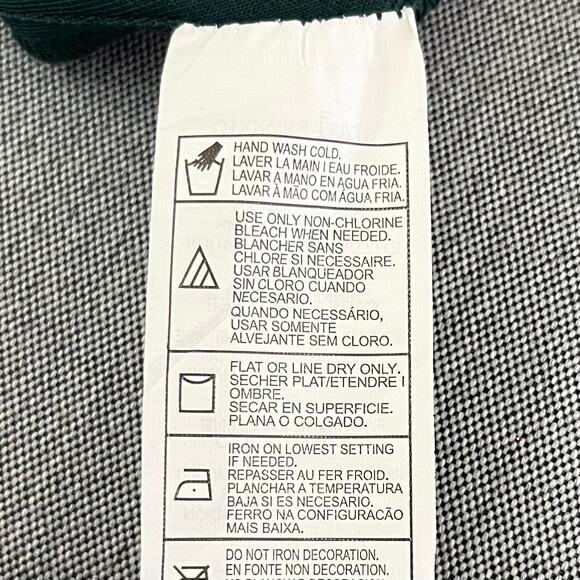 HAND WASH COLD.
LAVER LA MAIN I EAU FROIDE.
LAVAR A MANO EN AGUA FRIA.
LAVAR À MÃO COM ÁGUA FRIA.
USE ONLY NON-CHLORINE
BLEACH WHEN NEEDED.
BLANCHER SANS
CHLORE SI NECESSAIRE.
USAR BLANQUEADOR
SIN CLORO CUANDO
NECESARIO.
QUANDO NECESSÁRIO,
USAR SOMENTE
ALVEJANTE SEM CLORO.
FLAT OR LINE DRY ONLY.
SECHER PLAT/ETENDRE I
OMBRE.
SECAR EN SUPERFICIE.
PLANA O COLGADO.
IRON ON LOWEST SETTING
IF NEEDED.
REPASSER AU FER FROID.
PLANCHAR A TEMPERATURA
BAJA SI ES NECESARIO.
FERRO NA CONFIGURACÃO
MAIS BAIXA.
DO NOT IRON DECORATION.
EN FONTE NON DECORATION.